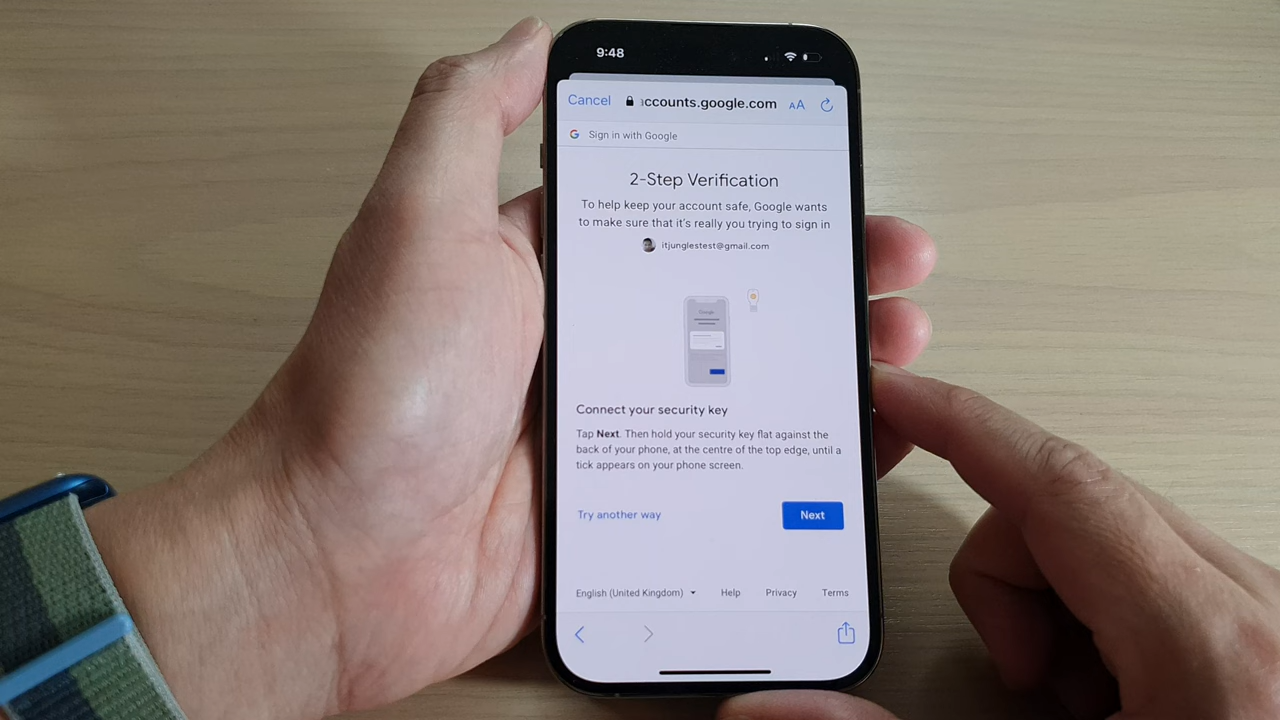 9:48
Cancel
ccounts.google.com
AA
Sign in with Google
2-Step Verification
To help keep your account safe, Google wants
to make sure that it's really you trying to sign in
itjunglestest@gmail.com
Google
Connect your security key
Tap Next. Then hold your security key flat against the
back of your phone, at the centre of the top edge, until a
tick appears on your phone screen.
Try another way
Next
English (United Kingdom)
Help
Privacy
Terms